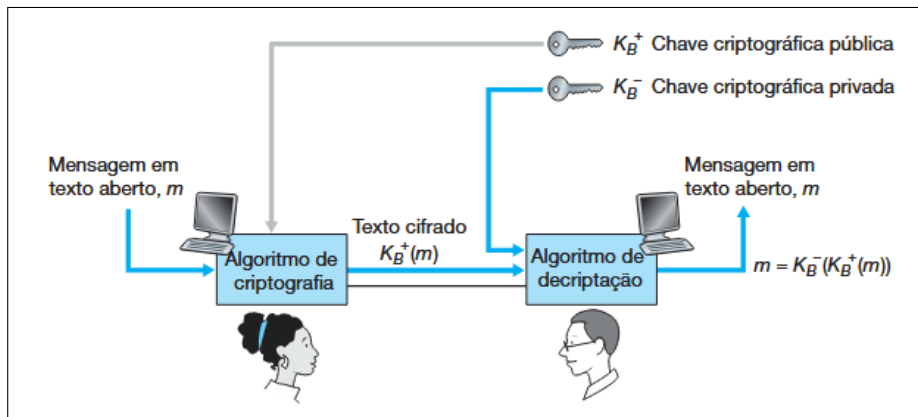 K_B^+ Chave criptográfica pública
K_B^- Chave criptográfica privada
Mensagem em
texto aberto, m
Algoritmo de
criptografia
Texto cifrado
K_B^+(m)
Algoritmo de
decriptação
Mensagem em
texto aberto, m
m = K_B^-(K_B^+(m))